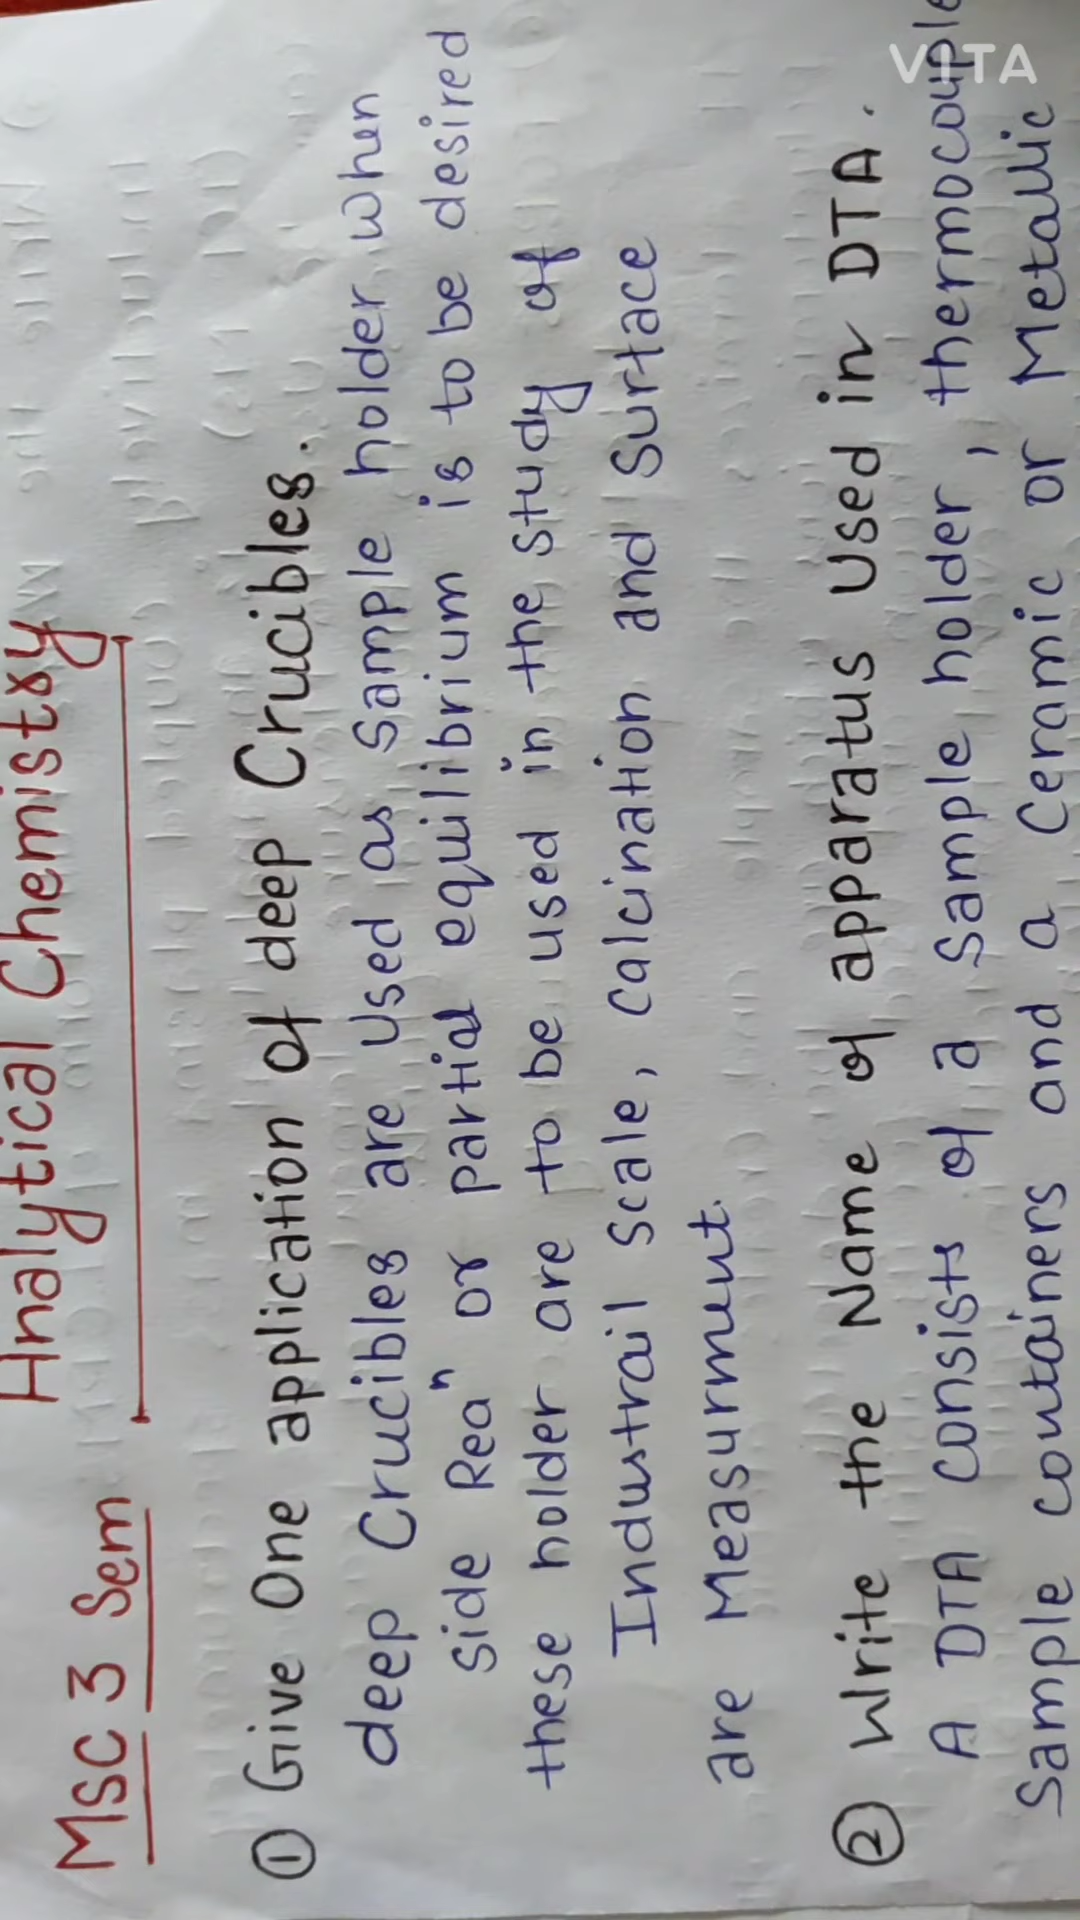 MSC 3 Sem Analytical Chemistry
① Give One application of deep Crucibles.
deep Crucibles are used as sample holder when
side Reaⁿ or partial equilibrium is to be desired
these holder are to be used in the study of
Industrail scale, calcination and surface
are Measurment.
② Write the Name of apparatus used in DTA.
A DTA consists of a sample holder, thermocouple
sample containers and a Ceramic or Metallic
VITA